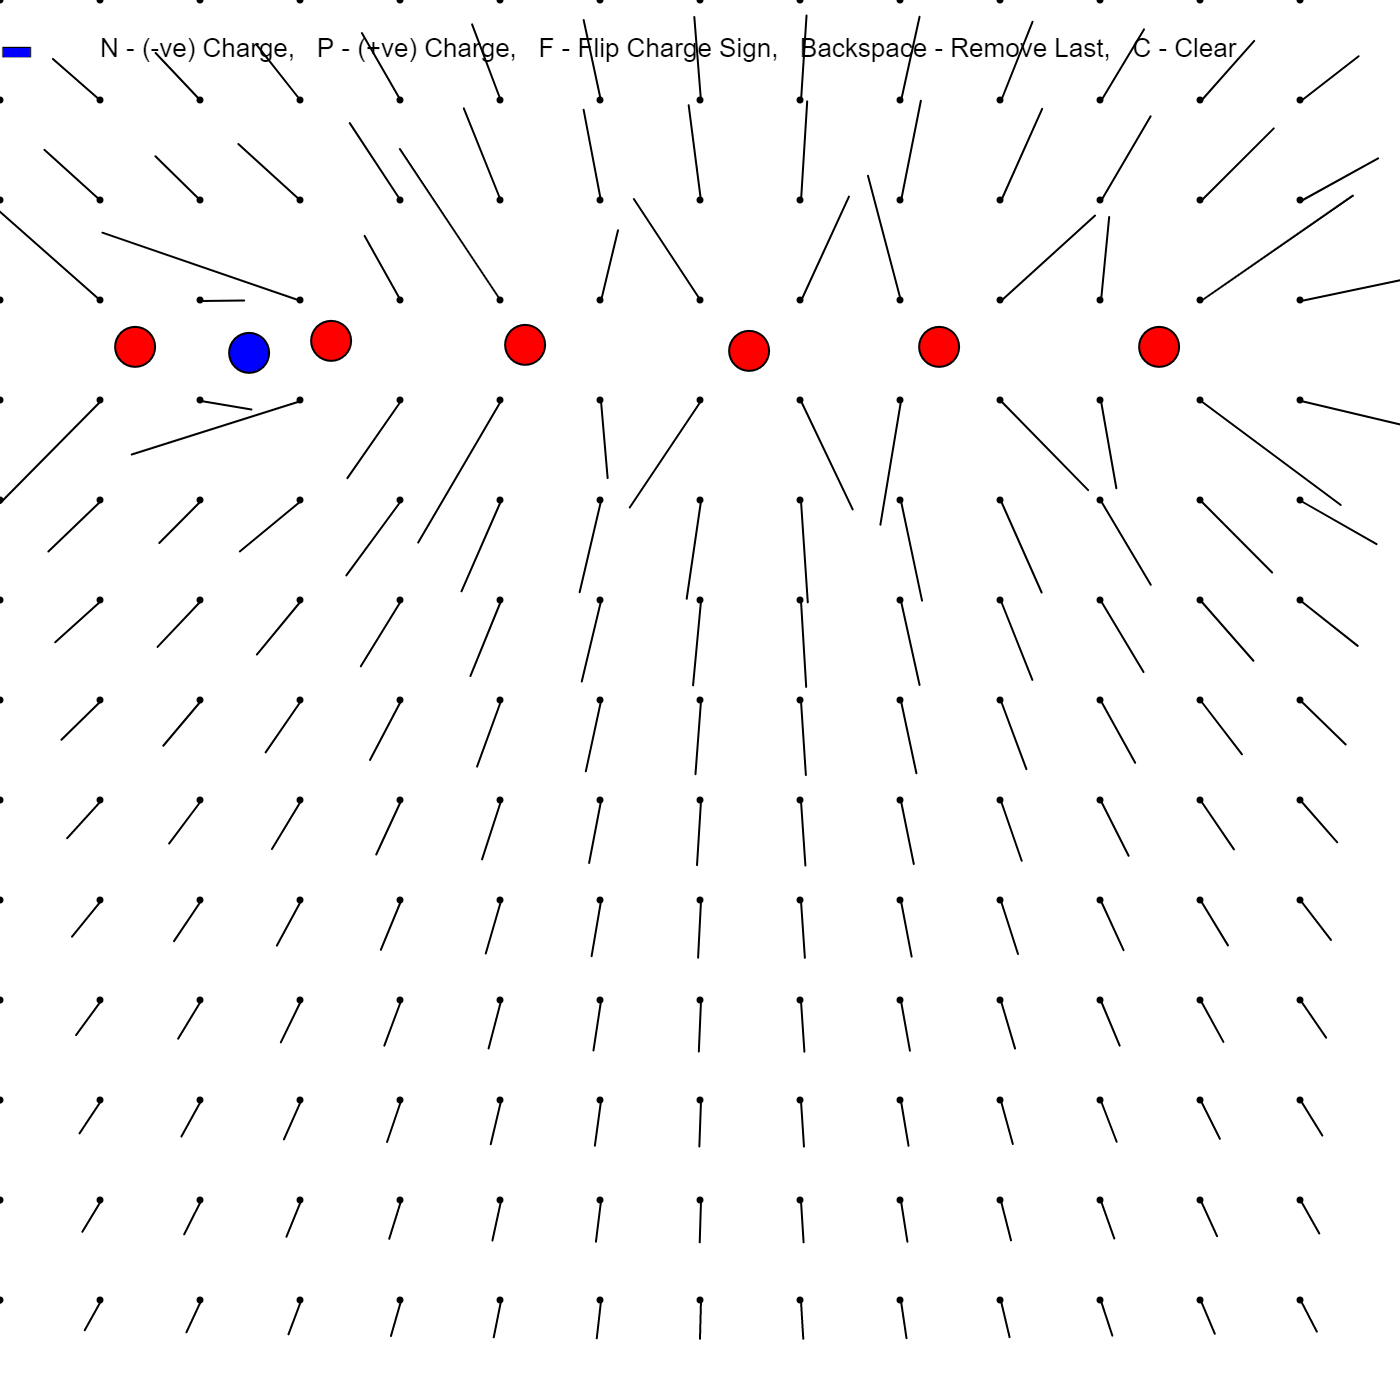 N - (-ve) Charge, P - (+ve) Charge, F - Flip Charge Sign, Backspace - Remove Last, C - Clear